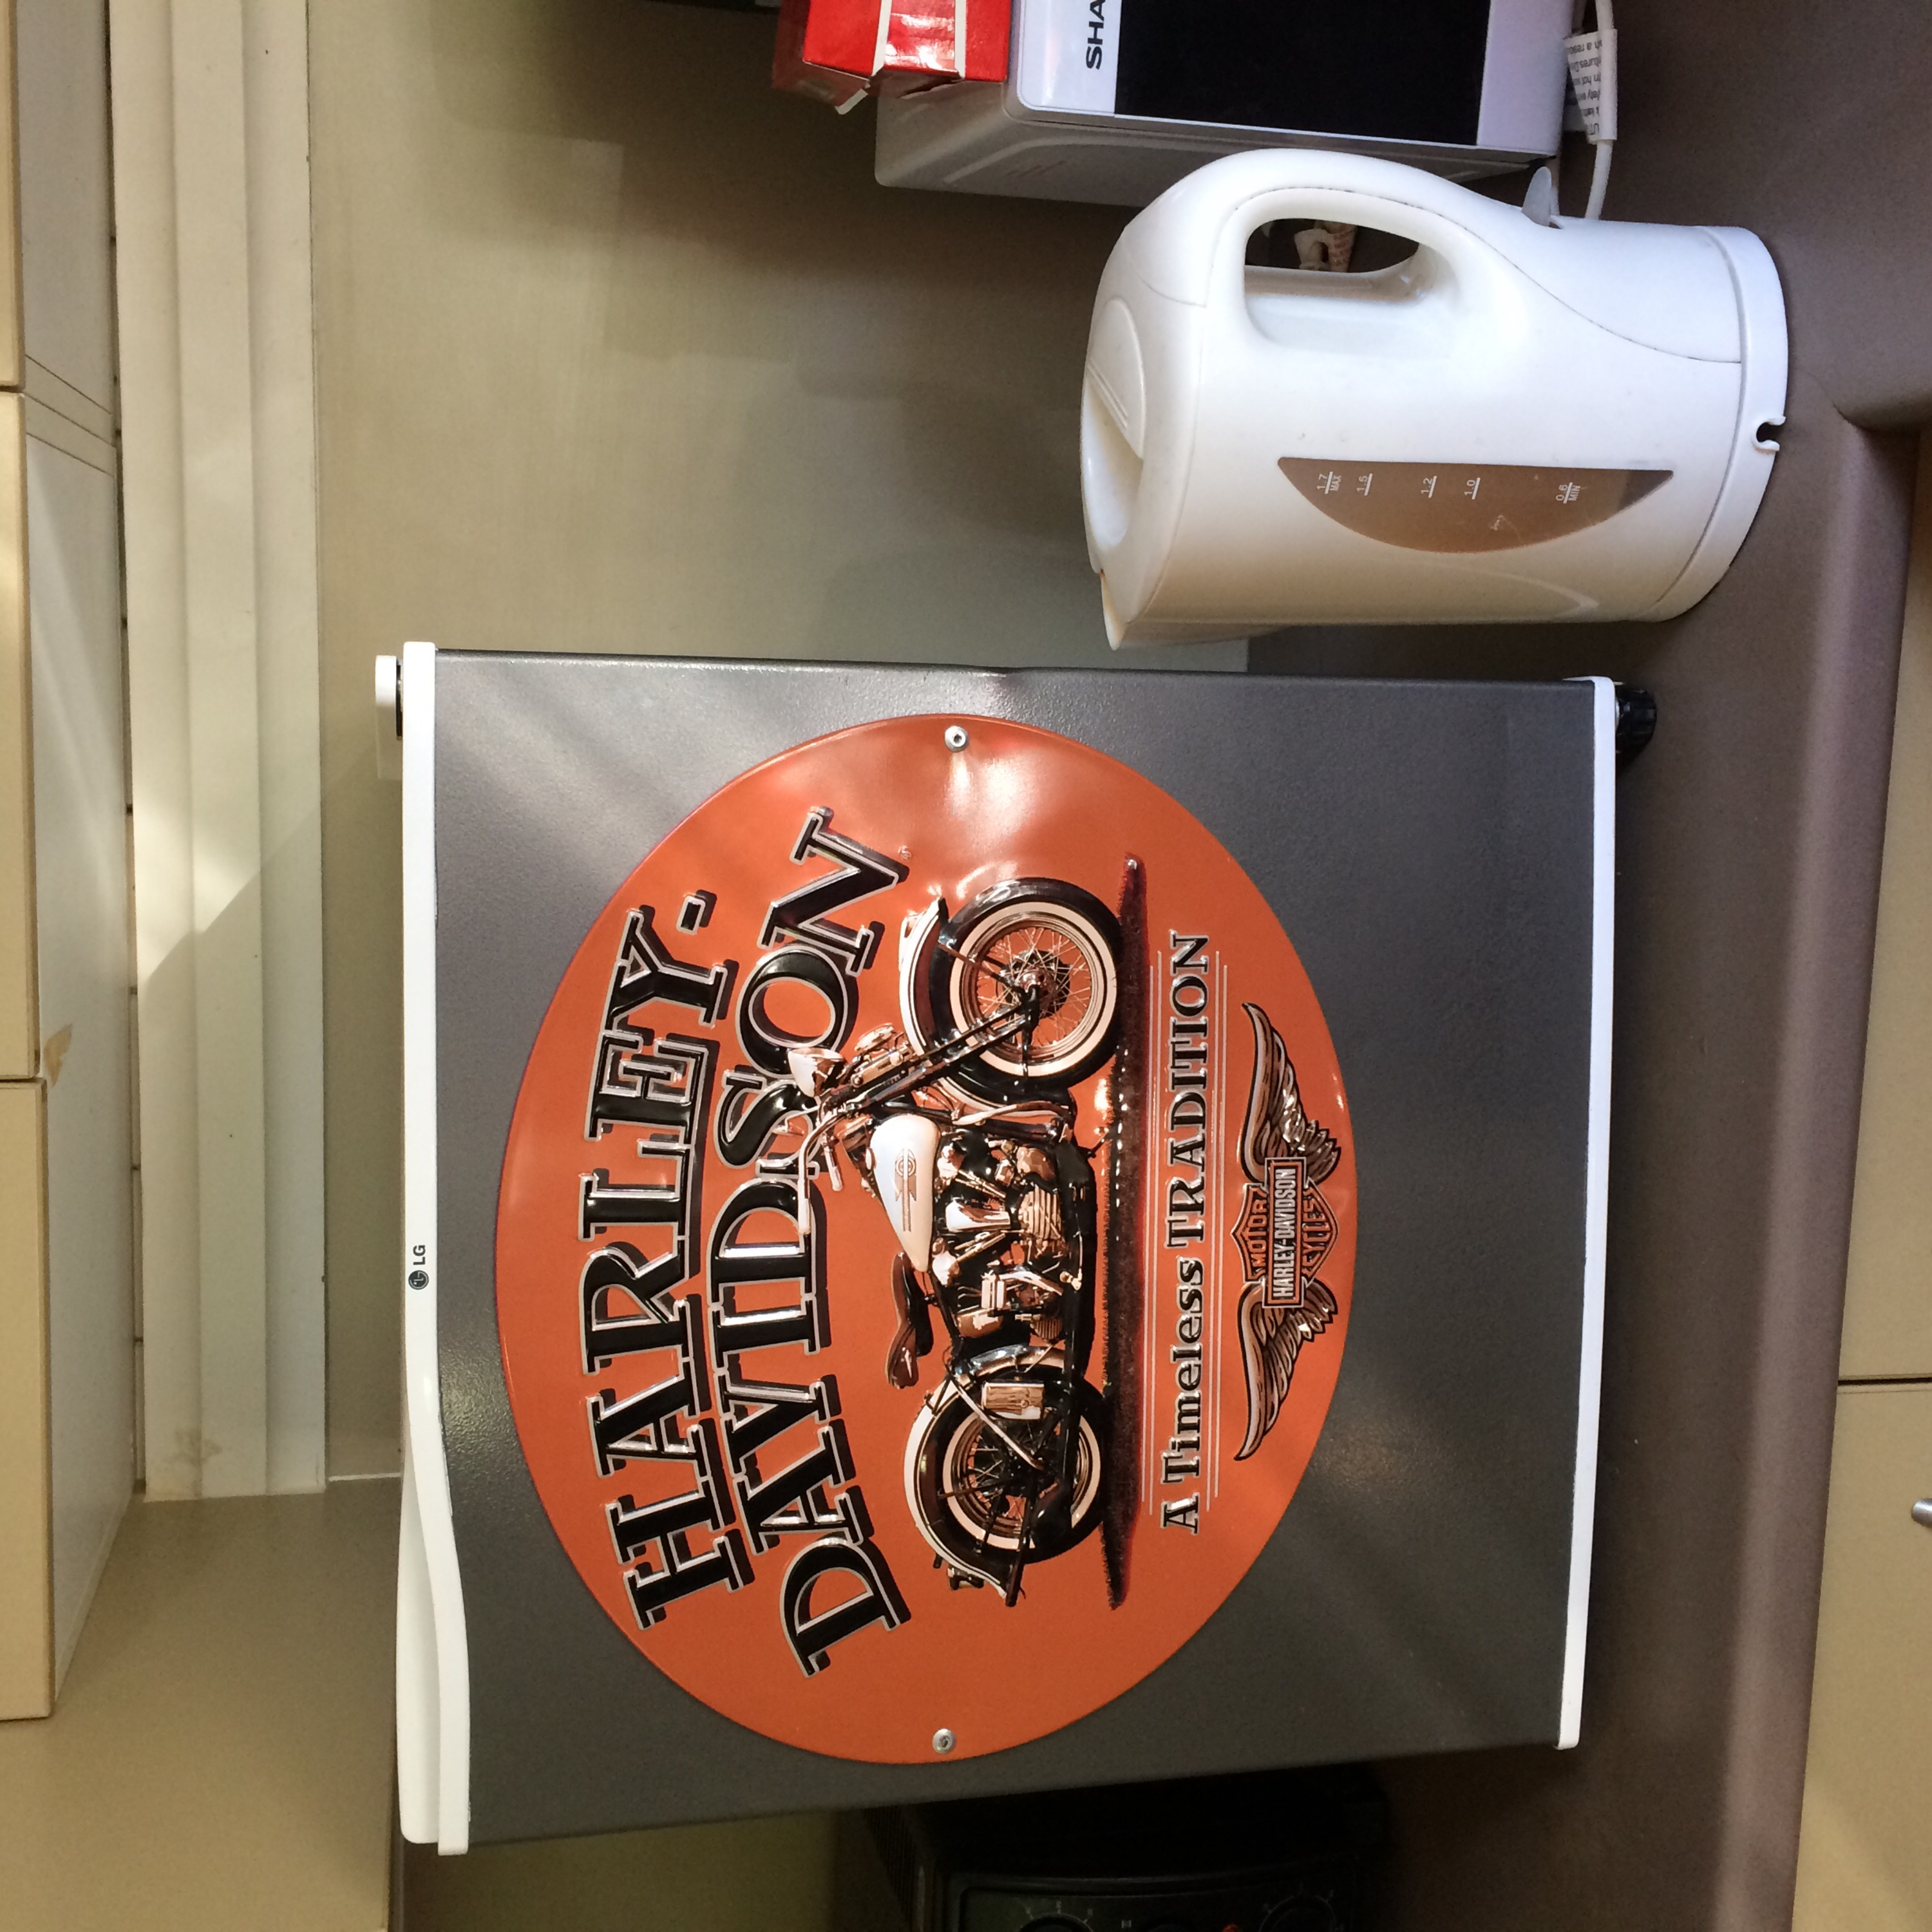 LG
HARLEY-
DAVIDSON
A Timeless TRADITION
MOTOR
HARLEY-DAVIDSON
CYCLES
1.7
MAX
1.5
1.2
1.0
0.6
MIN
SHA